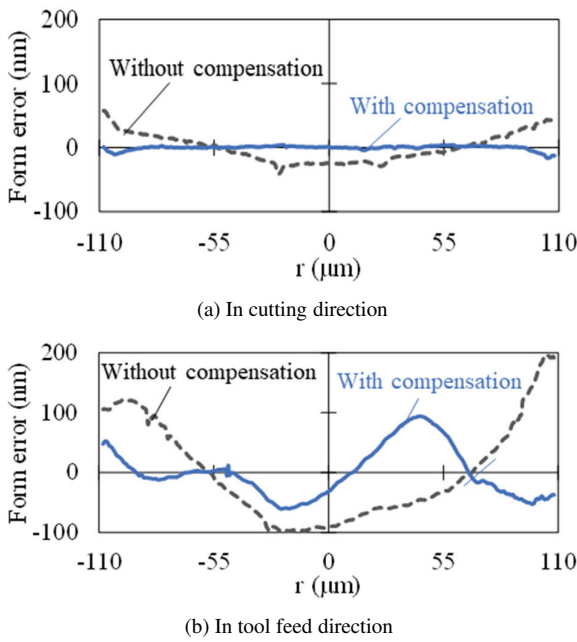 200
Without compensation
100
With compensation
Form error (nm)
0
-100
-110 -55 0 55 110
r (μm)
(a) In cutting direction
200
Without compensation
With compensation
100
Form error (nm)
0
-100
-110 -55 0 55 110
r (μm)
(b) In tool feed direction